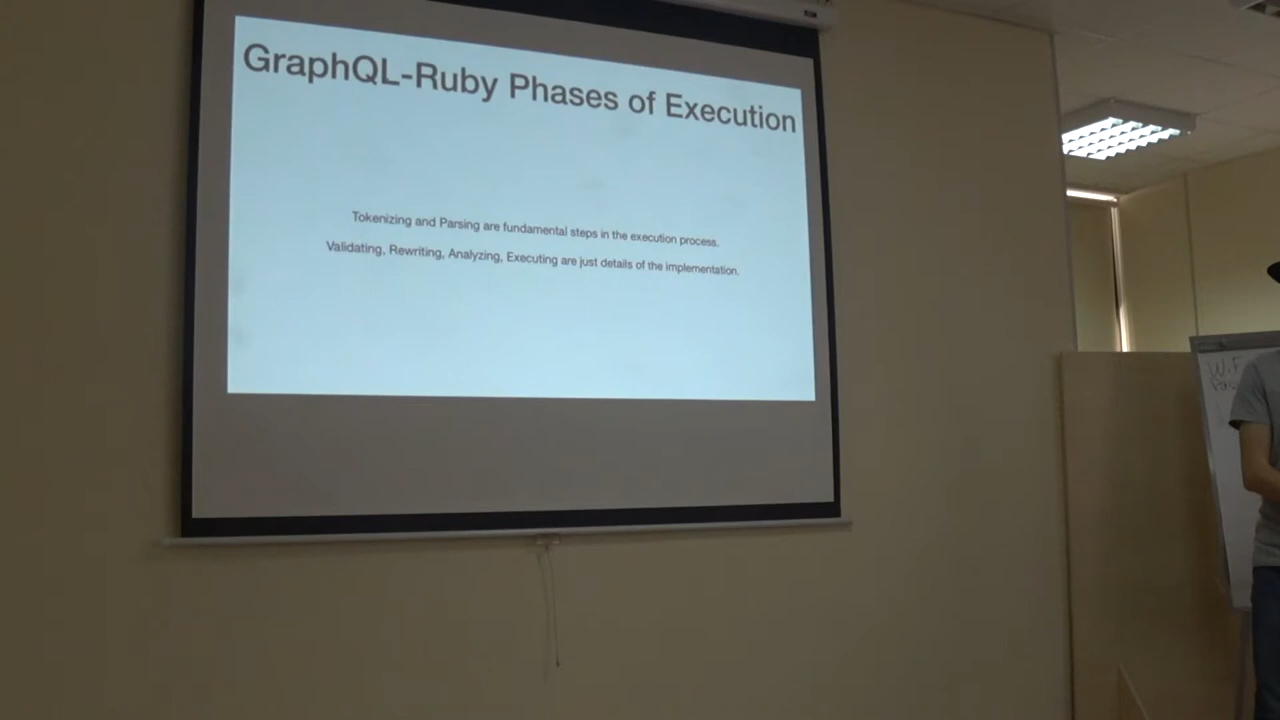 GraphQL-Ruby Phases of Execution
Tokenizing and Parsing are fundamental steps in the execution process.
Validating, Rewriting, Analyzing, Executing are just details of the implementation.